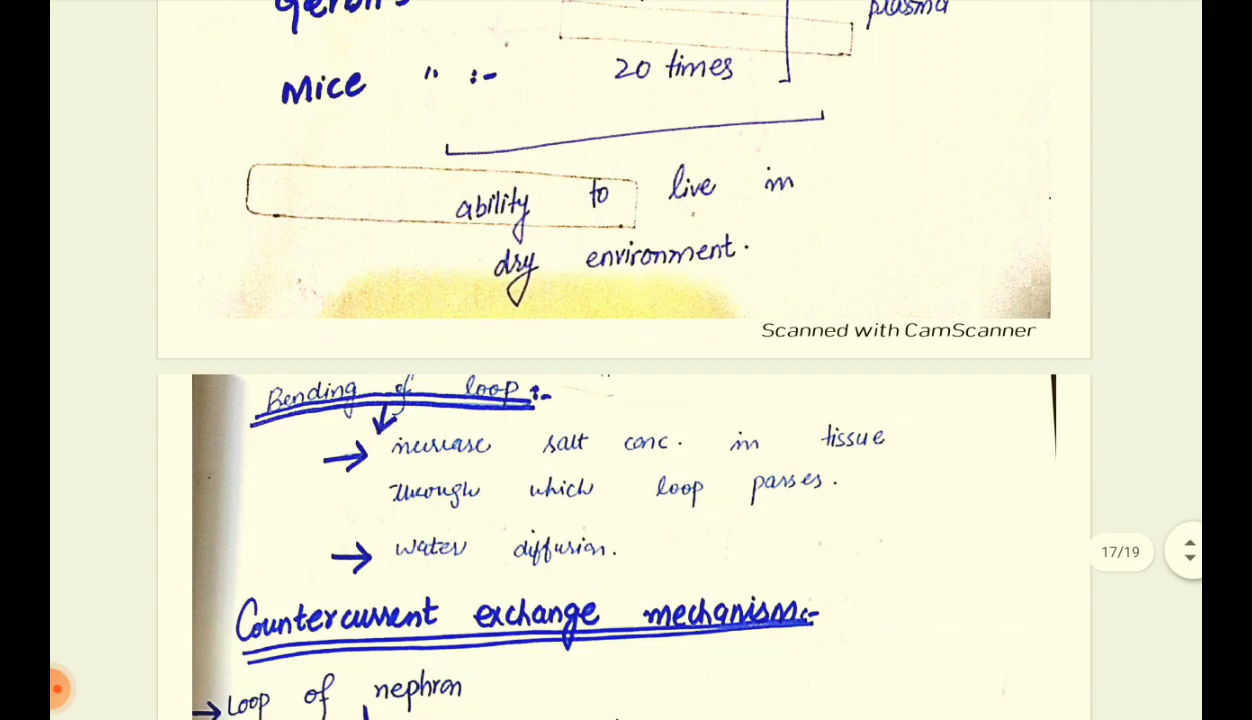 plasma
Mice " :- 20 times
ability to live in
dry environment.
Scanned with CamScanner
Bending of loop :-
→ increase salt conc. in tissue
through which loop passes.
→ water diffusion.
17/19
Countercurrent exchange mechanism:-
→ Loop of nephron